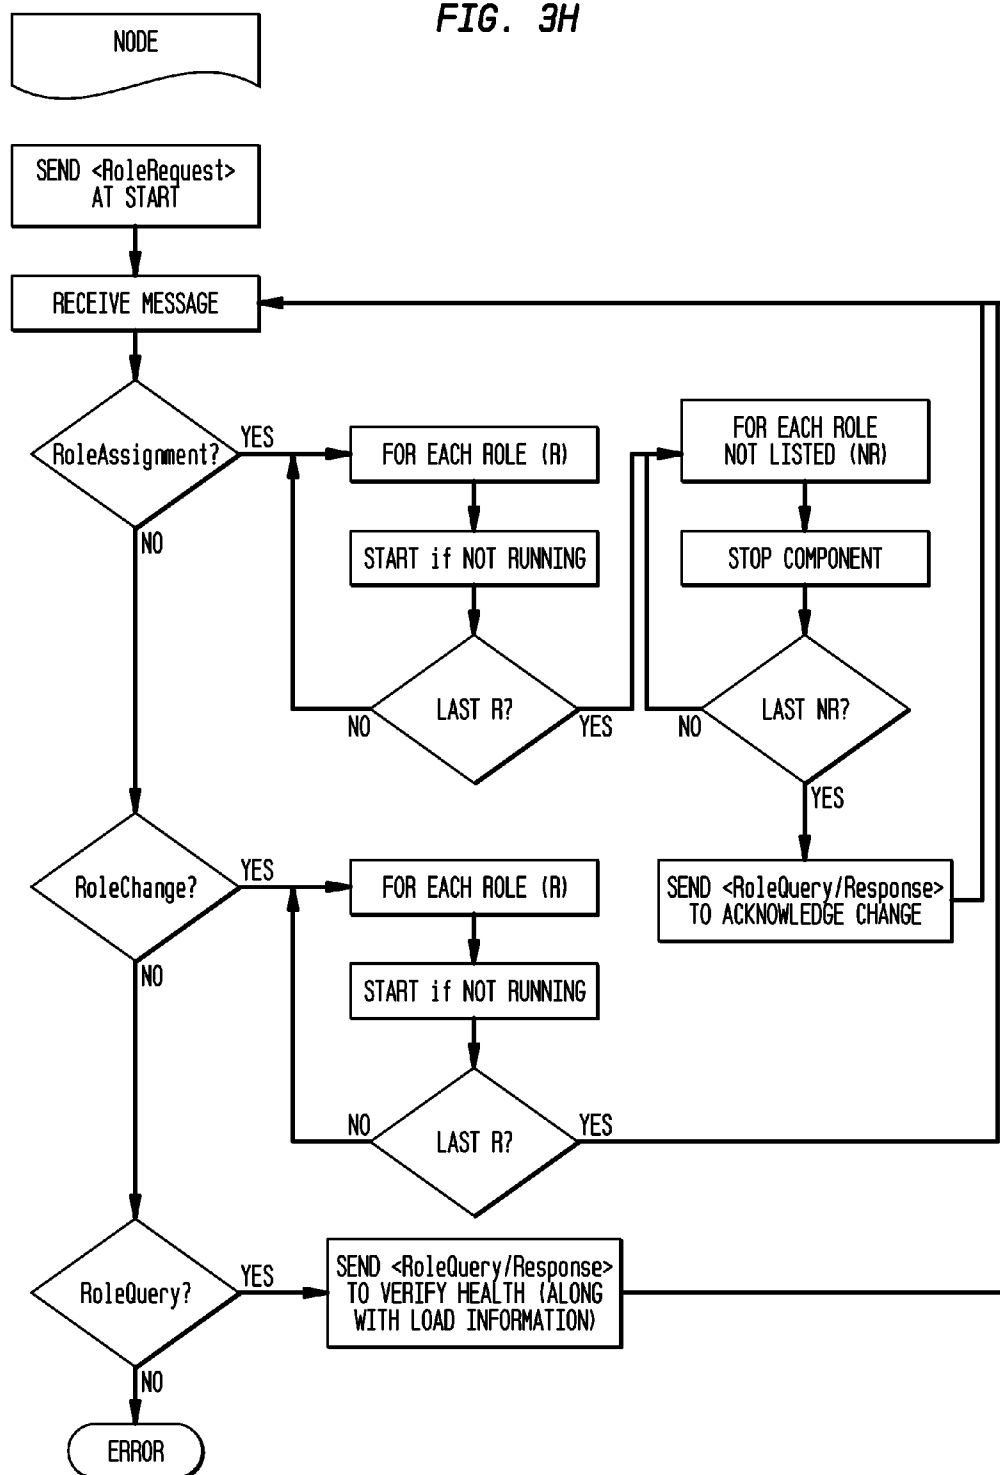 FIG. 3H
NODE
SEND <RoleRequest>
AT START
RECEIVE MESSAGE
RoleAssignment?
YES
NO
FOR EACH ROLE (R)
START if NOT RUNNING
LAST R?
NO
YES
FOR EACH ROLE
NOT LISTED (NR)
STOP COMPONENT
LAST NR?
NO
YES
SEND <RoleQuery/Response>
TO ACKNOWLEDGE CHANGE
RoleChange?
YES
NO
FOR EACH ROLE (R)
START if NOT RUNNING
LAST R?
NO
YES
RoleQuery?
YES
NO
SEND <RoleQuery/Response>
TO VERIFY HEALTH (ALONG
WITH LOAD INFORMATION)
ERROR